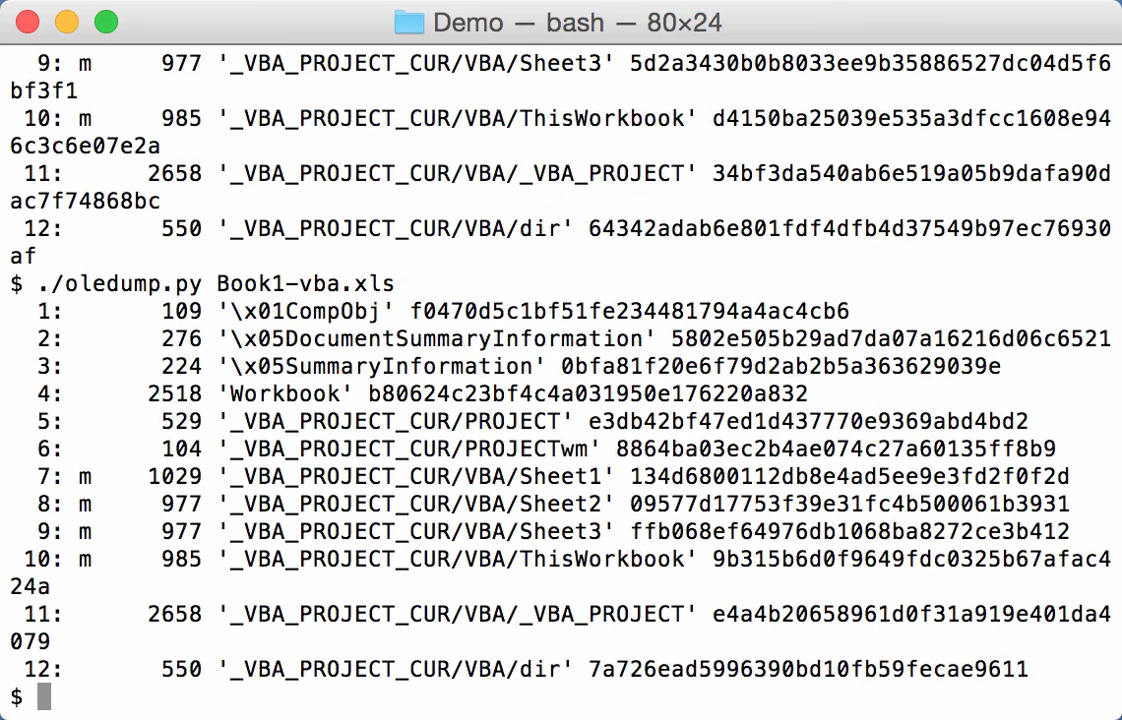 Demo — bash — 80×24
9: m 977 '_VBA_PROJECT_CUR/VBA/Sheet3' 5d2a3430b0b8033ee9b35886527dc04d5f6
bf3f1
10: m 985 '_VBA_PROJECT_CUR/VBA/ThisWorkbook' d4150ba25039e535a3dfcc1608e94
6c3c6e07e2a
11: 2658 '_VBA_PROJECT_CUR/VBA/_VBA_PROJECT' 34bf3da540ab6e519a05b9dafa90d
ac7f74868bc
12: 550 '_VBA_PROJECT_CUR/VBA/dir' 64342adab6e801fdf4dfb4d37549b97ec76930
af
$ ./oledump.py Book1-vba.xls
1: 109 '\x01CompObj' f0470d5c1bf51fe234481794a4ac4cb6
2: 276 '\x05DocumentSummaryInformation' 5802e505b29ad7da07a16216d06c6521
3: 224 '\x05SummaryInformation' 0bfa81f20e6f79d2ab2b5a363629039e
4: 2518 'Workbook' b80624c23bf4c4a031950e176220a832
5: 529 '_VBA_PROJECT_CUR/PROJECT' e3db42bf47ed1d437770e9369abd4bd2
6: 104 '_VBA_PROJECT_CUR/PROJECTwm' 8864ba03ec2b4ae074c27a60135ff8b9
7: m 1029 '_VBA_PROJECT_CUR/VBA/Sheet1' 134d6800112db8e4ad5ee9e3fd2f0f2d
8: m 977 '_VBA_PROJECT_CUR/VBA/Sheet2' 09577d17753f39e31fc4b500061b3931
9: m 977 '_VBA_PROJECT_CUR/VBA/Sheet3' ffb068ef64976db1068ba8272ce3b412
10: m 985 '_VBA_PROJECT_CUR/VBA/ThisWorkbook' 9b315b6d0f9649fdc0325b67afac4
24a
11: 2658 '_VBA_PROJECT_CUR/VBA/_VBA_PROJECT' e4a4b20658961d0f31a919e401da4
079
12: 550 '_VBA_PROJECT_CUR/VBA/dir' 7a726ead5996390bd10fb59fecae9611
$